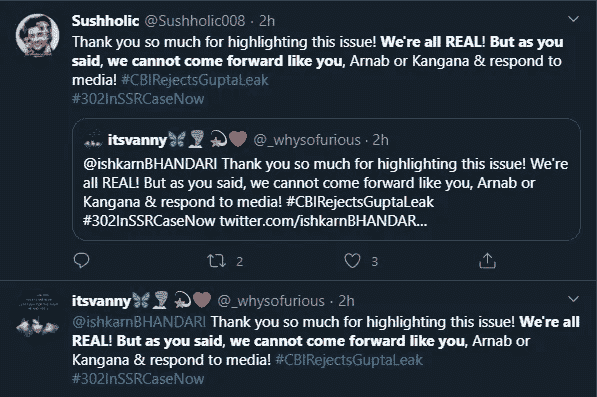 Sushholic @Sushholic008 · 2h
Thank you so much for highlighting this issue! We're all REAL! But as you
said, we cannot come forward like you, Arnab or Kangana & respond to
media! #CBIRejectsGuptaLeak
#302InSSRCaseNow
itsvanny @_whysofurious · 2h
@ishkarnBHANDARI Thank you so much for highlighting this issue! We're
all REAL! But as you said, we cannot come forward like you, Arnab or
Kangana & respond to media! #CBIRejectsGuptaLeak
#302InSSRCaseNow twitter.com/ishkarnBHANDAR...
2
3
itsvanny @_whysofurious · 2h
@ishkarnBHANDARI Thank you so much for highlighting this issue! We're all
REAL! But as you said, we cannot come forward like you, Arnab or
Kangana & respond to media! #CBIRejectsGuptaLeak
#302InSSRCaseNow